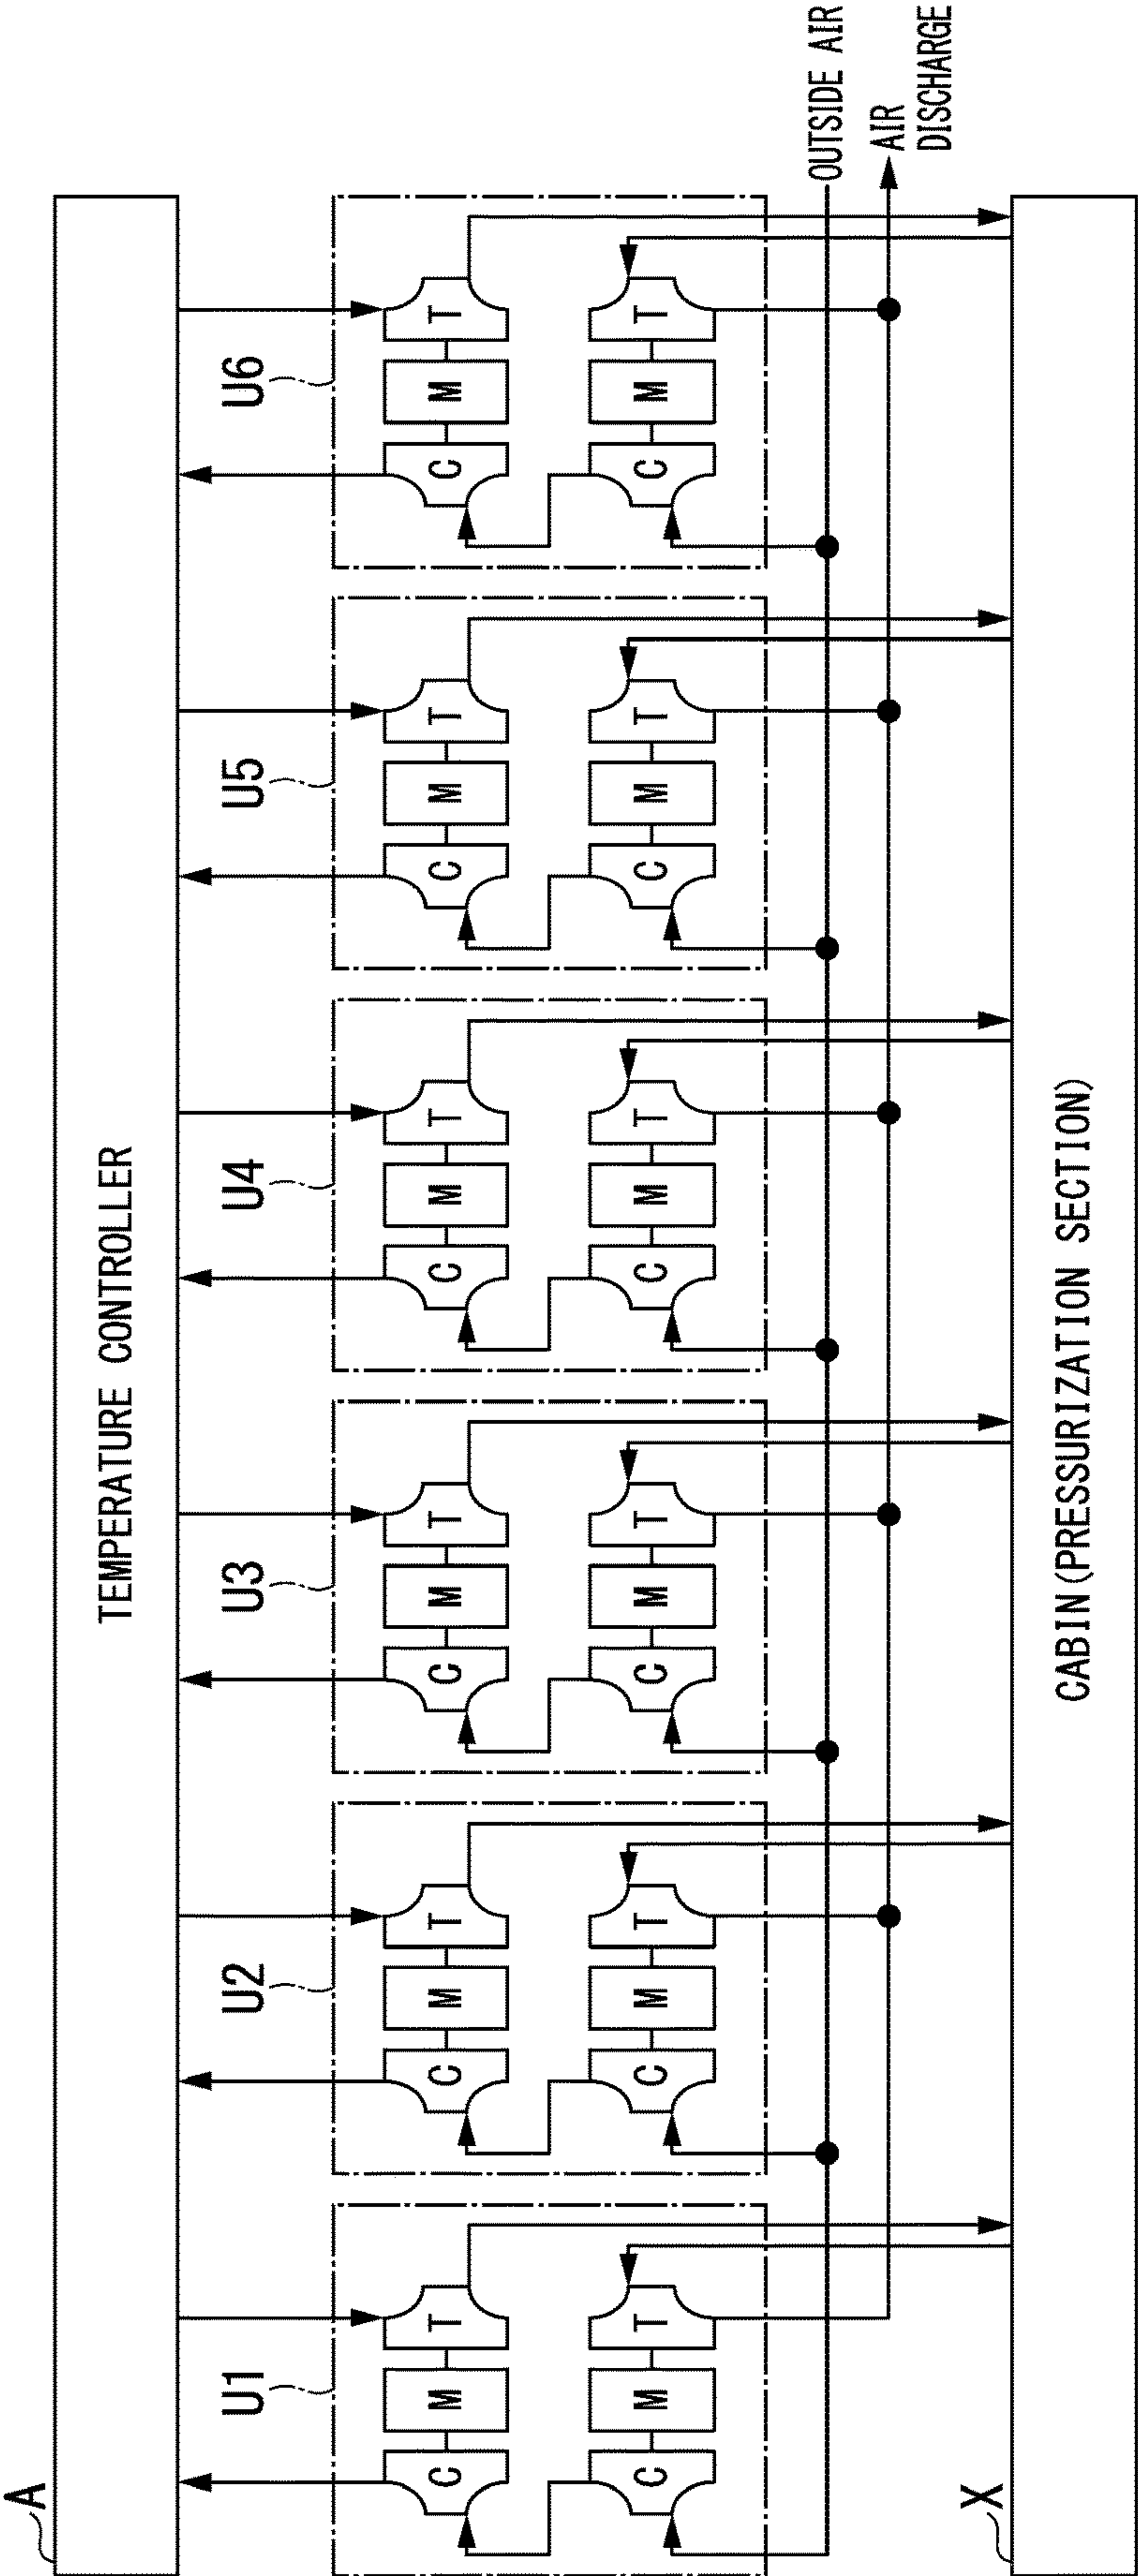 A
TEMPERATURE CONTROLLER
U1
U2
U3
U4
U5
U6
C M T
C M T
C M T
C M T
C M T
C M T
C M T
C M T
C M T
C M T
C M T
C M T
OUTSIDE AIR
AIR
DISCHARGE
X
CABIN(PRESSURIZATION SECTION)